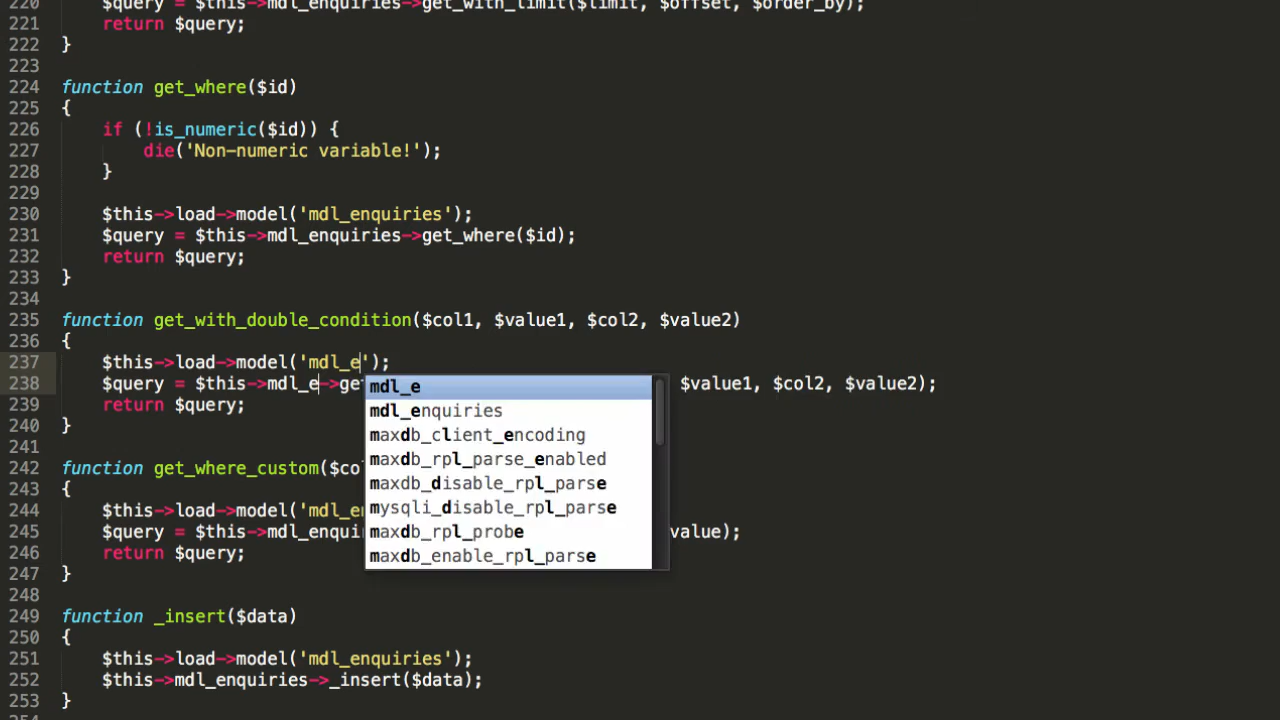 220 $query = $this->mdl_enquiries->get_with_limit($limit, $offset, $order_by);
221 return $query;
222 }
223
224 function get_where($id)
225 {
226 if (!is_numeric($id)) {
227 die('Non-numeric variable!');
228 }
229
230 $this->load->model('mdl_enquiries');
231 $query = $this->mdl_enquiries->get_where($id);
232 return $query;
233 }
234
235 function get_with_double_condition($col1, $value1, $col2, $value2)
236 {
237 $this->load->model('mdl_e');
238 $query = $this->mdl_e->get $value1, $col2, $value2);
mdl_e
239 return $query;
mdl_enquiries
240 }
maxdb_client_encoding
241
maxdb_rpl_parse_enabled
242 function get_where_custom($co
maxdb_disable_rpl_parse
243 {
244 $this->load->model('mdl_en
mysqli_disable_rpl_parse
245 $query = $this->mdl_enqui value);
maxdb_rpl_probe
246 return $query;
maxdb_enable_rpl_parse
247 }
248
249 function _insert($data)
250 {
251 $this->load->model('mdl_enquiries');
252 $this->mdl_enquiries->_insert($data);
253 }